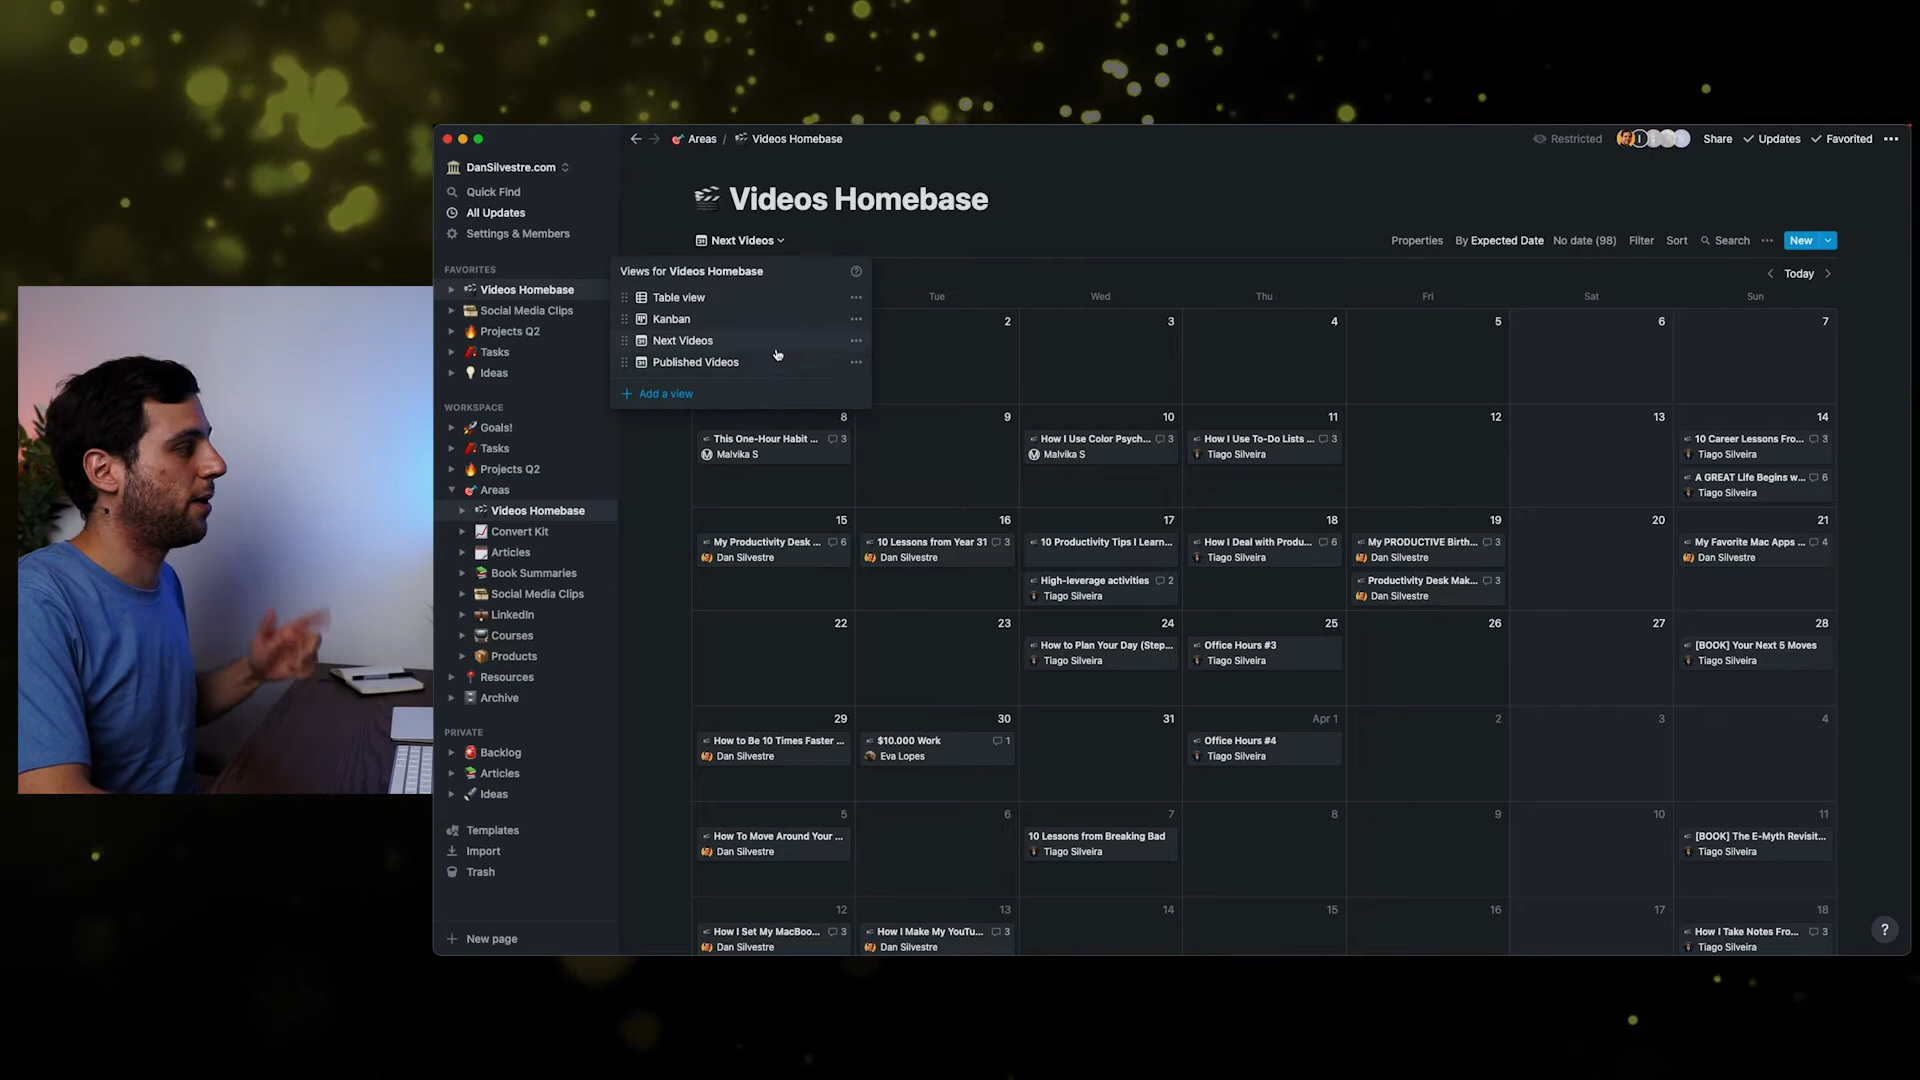 Areas / Videos Homebase
Restricted
Share
Updates
Favorited
DanSilvestre.com
Quick Find
All Updates
Settings & Members
FAVORITES
Videos Homebase
Social Media Clips
Projects Q2
Tasks
Ideas
WORKSPACE
Goals!
Tasks
Projects Q2
Areas
Videos Homebase
Convert Kit
Articles
Book Summaries
Social Media Clips
LinkedIn
Courses
Products
Resources
Archive
PRIVATE
Backlog
Articles
Ideas
Templates
Import
Trash
+ New page
Videos Homebase
Next Videos
Properties By Expected Date No date (98) Filter Sort Search ••• New
Views for Videos Homebase
Table view
Kanban
Next Videos
Published Videos
+ Add a view
Today
Tue Wed Thu Fri Sat Sun
2 3 4 5 6 7
8 9 10 11 12 13 14
This One-Hour Habit ... 3
Malvika S
How I Use Color Psych... 3
Malvika S
How I Use To-Do Lists ... 3
Tiago Silveira
10 Career Lessons Fro... 3
Tiago Silveira
A GREAT Life Begins w... 6
Tiago Silveira
15 16 17 18 19 20 21
My Productivity Desk ... 6
Dan Silvestre
10 Lessons from Year 31 3
Dan Silvestre
10 Productivity Tips I Learn...
High-leverage activities 2
Tiago Silveira
How I Deal with Produ... 6
Tiago Silveira
My PRODUCTIVE Birth... 3
Dan Silvestre
Productivity Desk Mak... 3
Dan Silvestre
My Favorite Mac Apps ... 4
Dan Silvestre
22 23 24 25 26 27 28
How to Plan Your Day (Step...
Tiago Silveira
Office Hours #3
Tiago Silveira
[BOOK] Your Next 5 Moves
Tiago Silveira
29 30 31 Apr 1 2 3 4
How to Be 10 Times Faster ...
Dan Silvestre
$10.000 Work 1
Eva Lopes
Office Hours #4
Tiago Silveira
5 6 7 8 9 10 11
How To Move Around Your ...
Dan Silvestre
10 Lessons from Breaking Bad
Tiago Silveira
[BOOK] The E-Myth Revisit...
Tiago Silveira
12 13 14 15 16 17 18
How I Set My MacBoo... 3
Dan Silvestre
How I Make My YouTu... 3
Dan Silvestre
How I Take Notes Fro... 3
Tiago Silveira
?